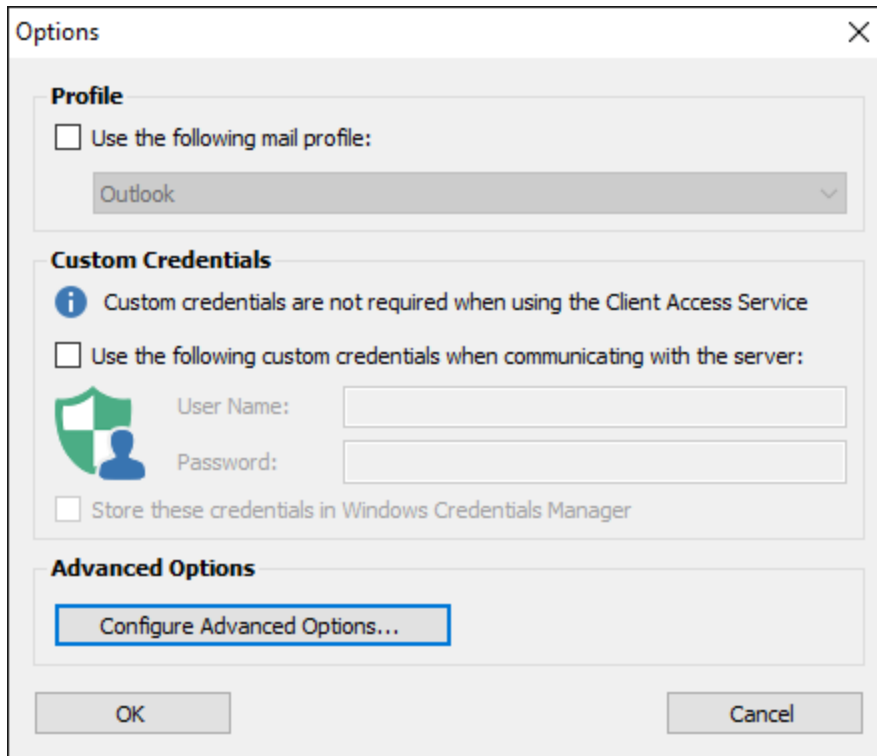 Options
Profile
Use the following mail profile:
Outlook
Custom Credentials
Custom credentials are not required when using the Client Access Service
Use the following custom credentials when communicating with the server:
User Name:
Password:
Store these credentials in Windows Credentials Manager
Advanced Options
Configure Advanced Options...
OK
Cancel